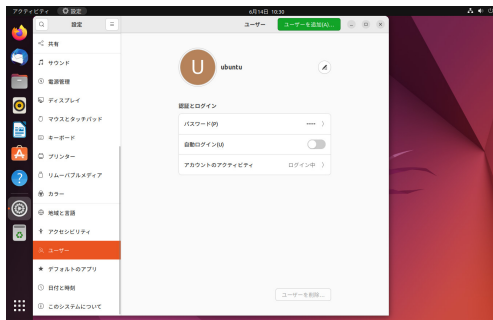 アクティビティ
設定
6月14日 10:30
設定
ユーザー
ユーザーを追加(A)...
共有
サウンド
電源管理
ディスプレイ
マウスとタッチパッド
キーボード
プリンター
リムーバブルメディア
カラー
地域と言語
アクセシビリティ
ユーザー
デフォルトのアプリ
日付と時刻
このシステムについて
U
ubuntu
認証とログイン
パスワード(P)
••••
自動ログイン(U)
アカウントのアクティビティ
ログイン中
ユーザーを削除...